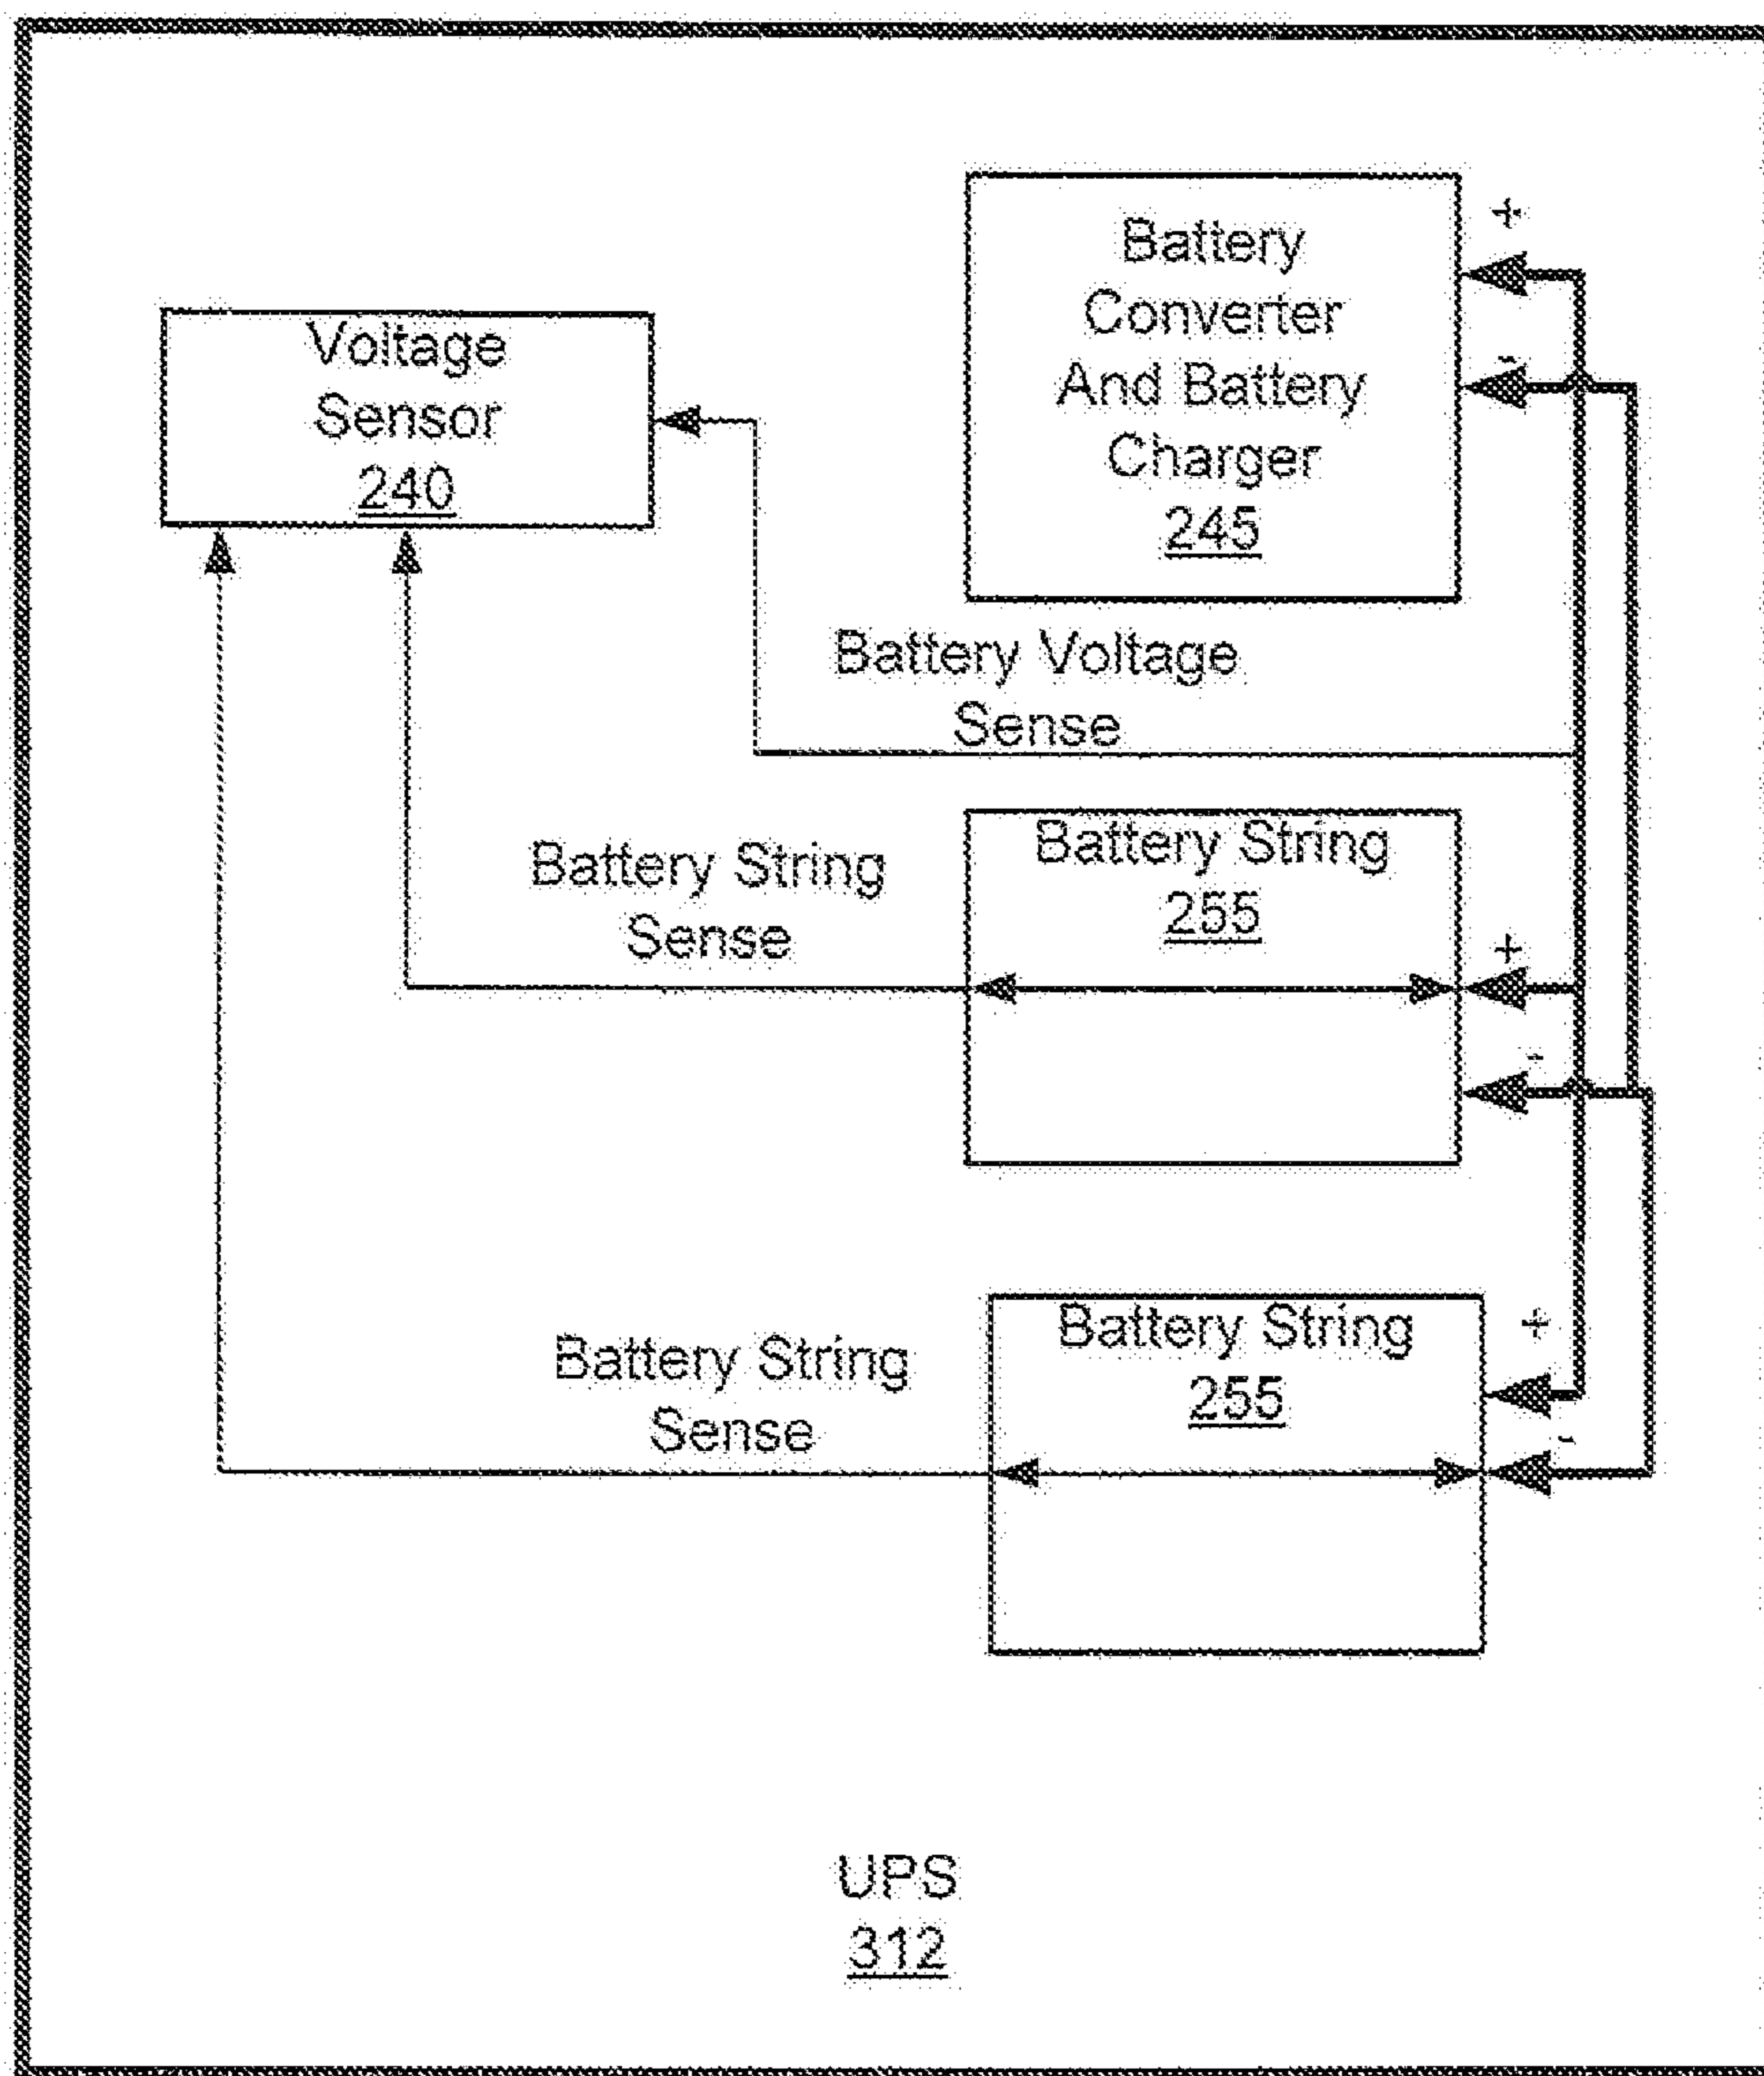 Voltage
Sensor
240
Battery
Converter
And Battery
Charger
245
+
-
Battery Voltage
Sense
Battery String
Sense
Battery String
255
+
-
Battery String
Sense
Battery String
255
+
-
UPS
312